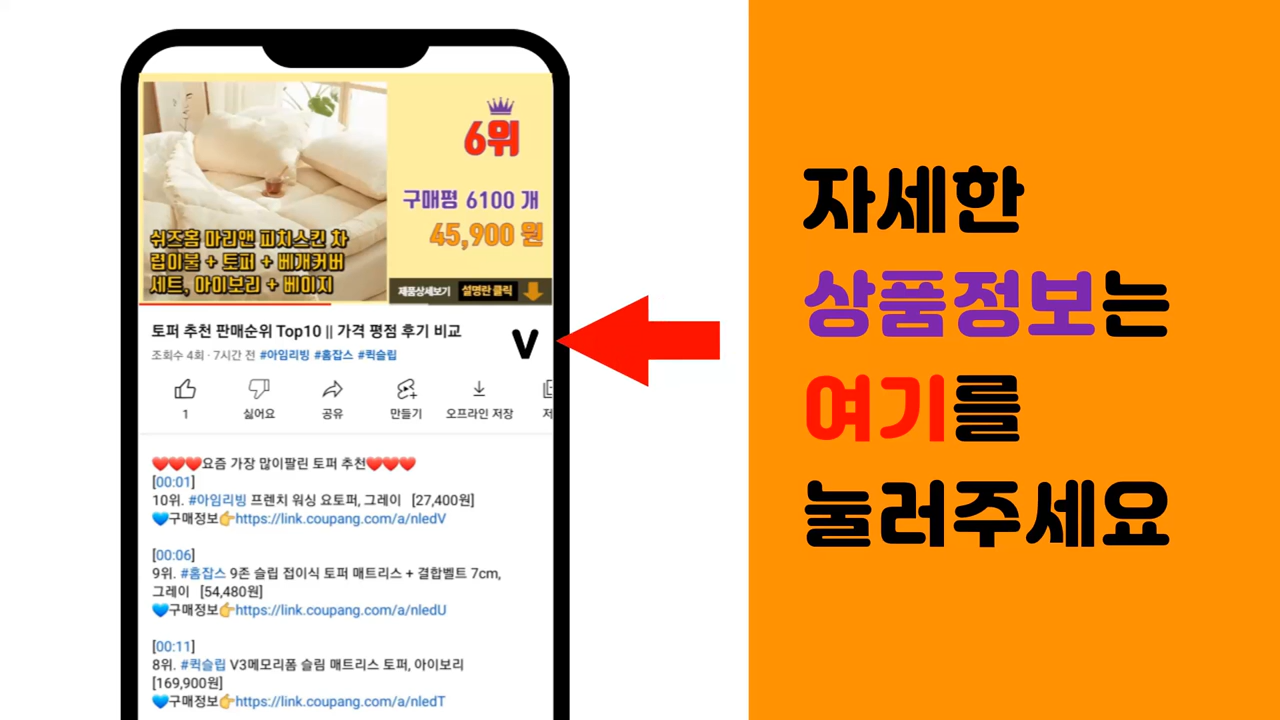 6위
구매평 6100 개
45,900 원
쉬즈홈 마리앤 피치스킨 차
렵이불 + 토퍼 + 베개커버
세트, 아이보리 + 베이지
제품상세보기 설명란 클릭
토퍼 추천 판매순위 Top10 || 가격 평점 후기 비교
V
조회수 4회 · 7시간 전 #아임리빙 #홈잡스 #퀵슬립
1 싫어요 공유 만들기 오프라인 저장 저
❤️❤️❤️요즘 가장 많이팔린 토퍼 추천❤️❤️❤️
[00:01]
10위. #아임리빙 프렌치 워싱 요토퍼, 그레이 [27,400원]
💙구매정보👉https://link.coupang.com/a/nledV
[00:06]
9위. #홈잡스 9존 슬립 접이식 토퍼 매트리스 + 결합벨트 7cm,
그레이 [54,480원]
💙구매정보👉https://link.coupang.com/a/nledU
[00:11]
8위. #퀵슬립 V3메모리폼 슬림 매트리스 토퍼, 아이보리
[169,900원]
💙구매정보👉https://link.coupang.com/a/nledT
자세한
상품정보는
여기를
눌러주세요